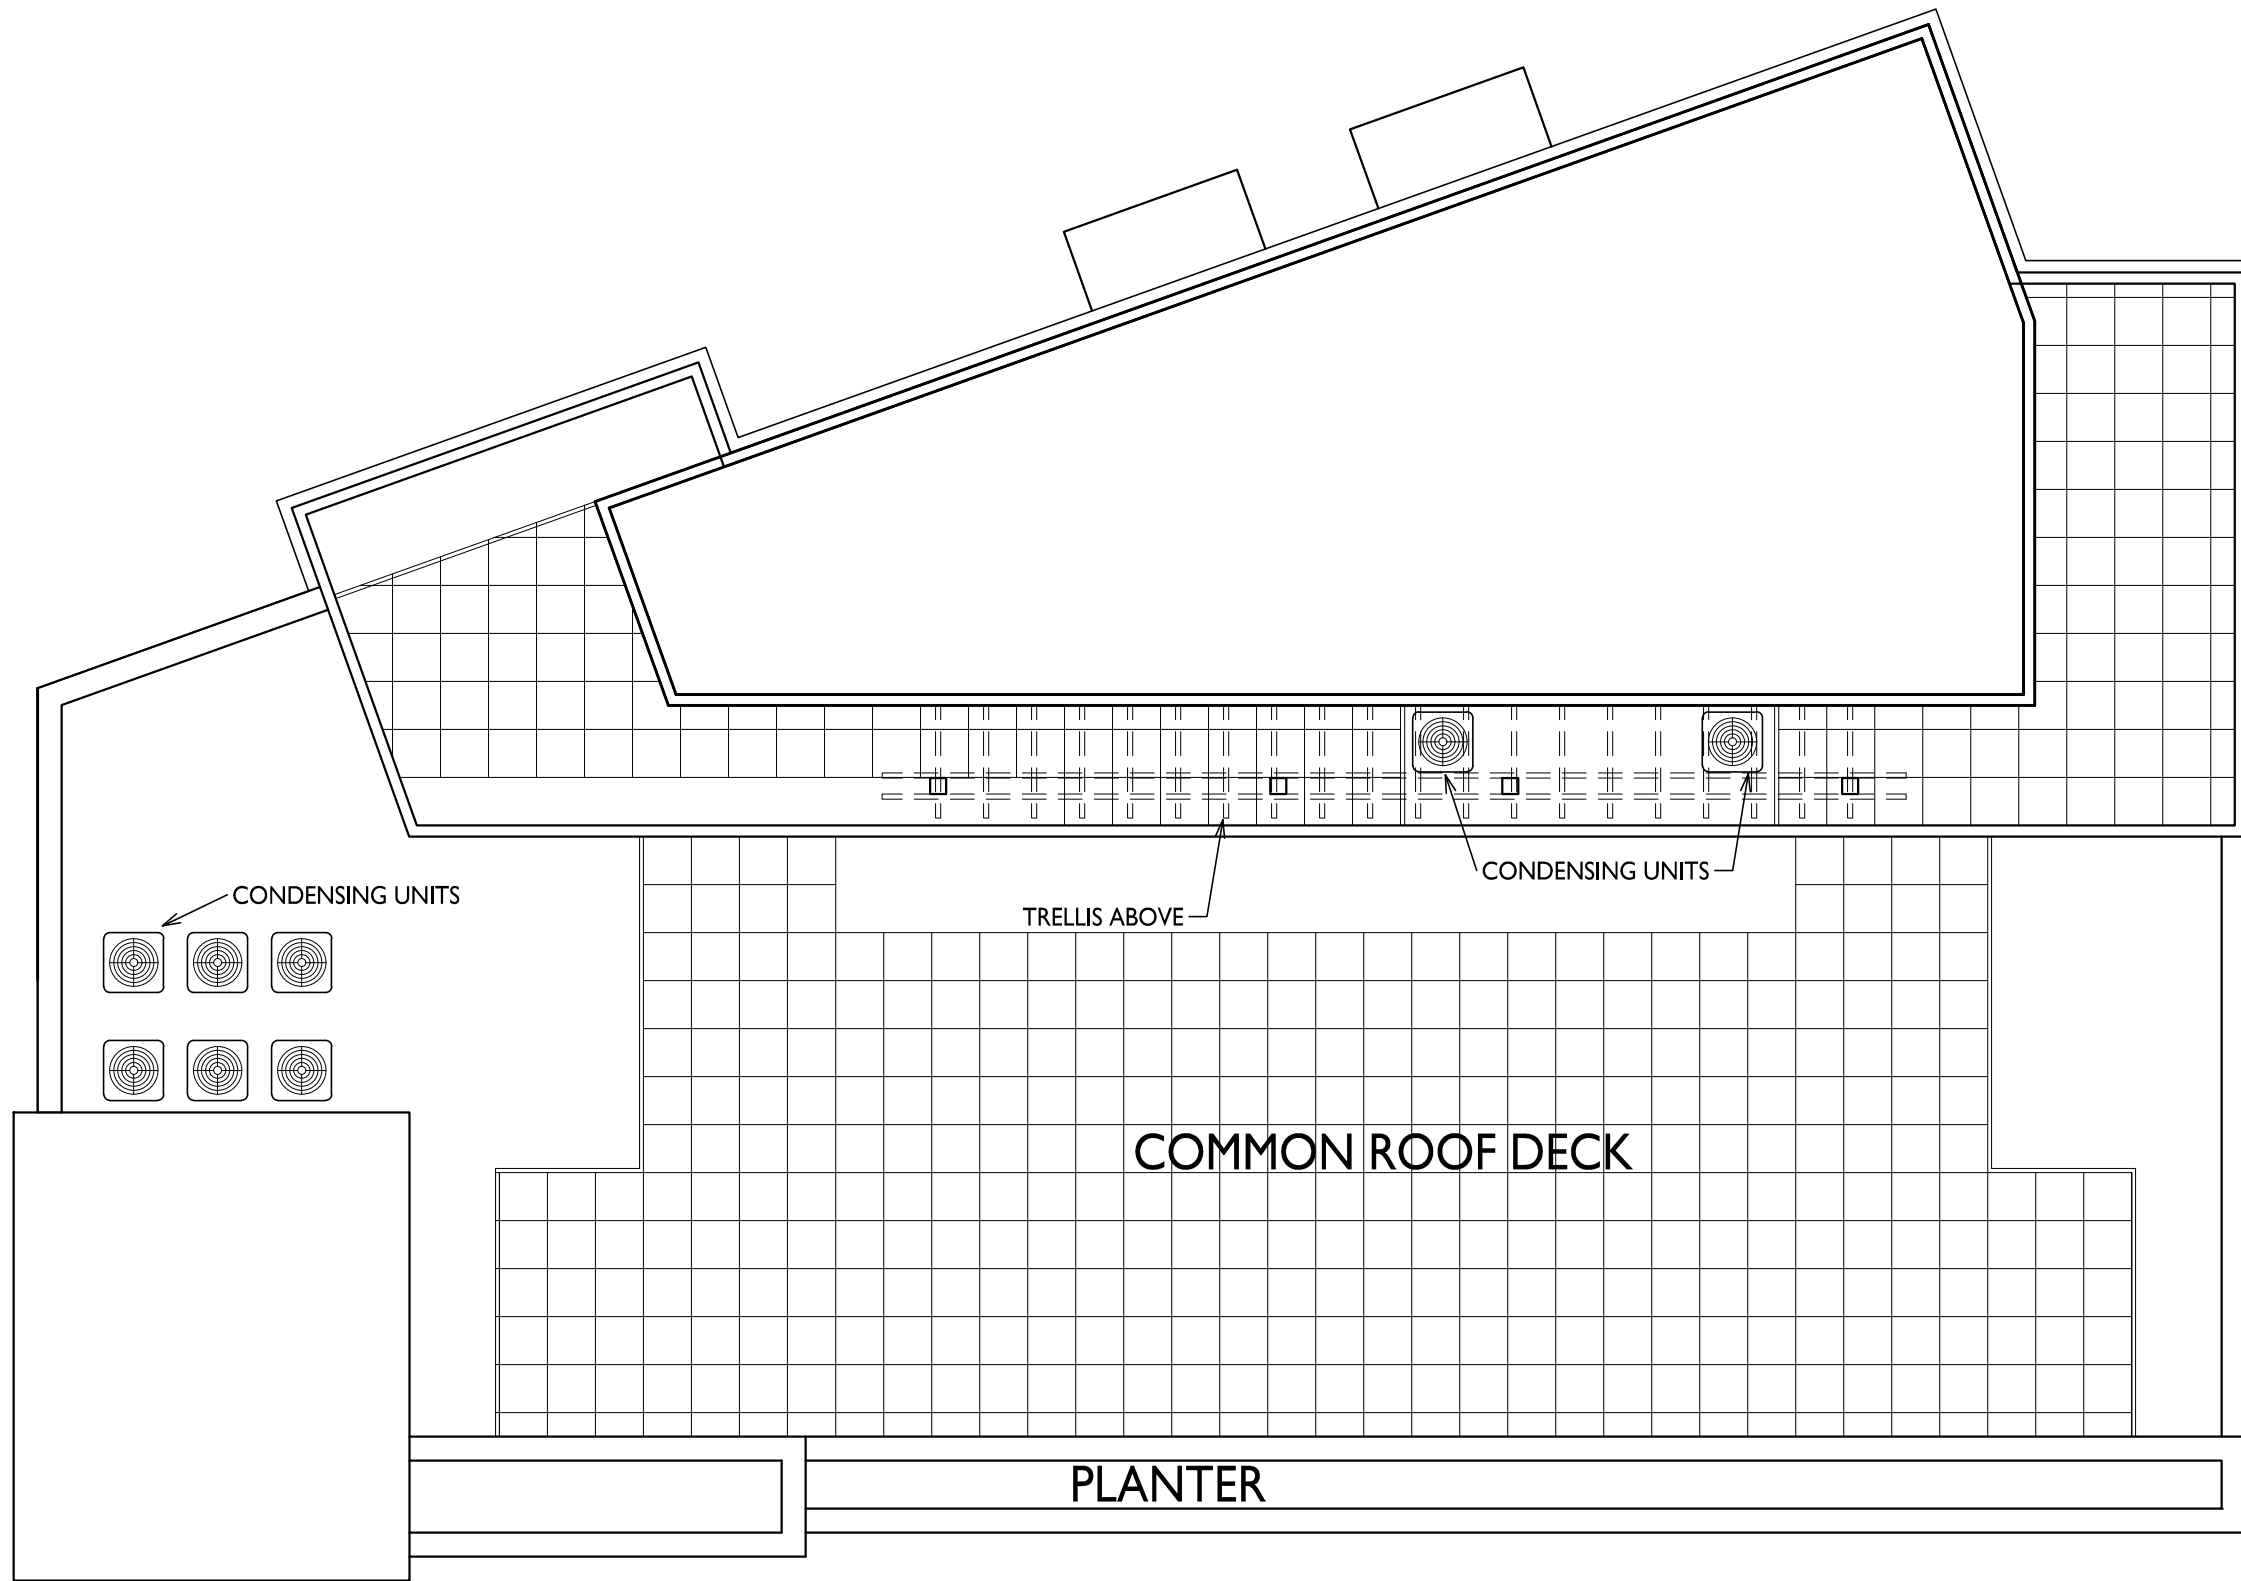 CONDENSING UNITS
CONDENSING UNITS
TRELLIS ABOVE
COMMON ROOF DECK
PLANTER